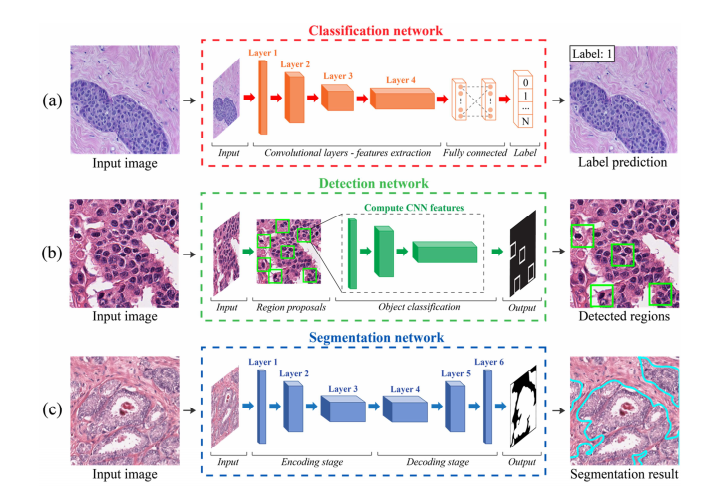 Classification network
(a)
Input image
Layer 1
Layer 2
Layer 3
Layer 4
0
1
...
N
Input
Convolutional layers - features extraction
Fully connected
Label
Label: 1
Label prediction
Detection network
(b)
Input image
Compute CNN features
Input
Region proposals
Object classification
Output
Detected regions
Segmentation network
(c)
Input image
Layer 1
Layer 2
Layer 3
Layer 4
Layer 5
Layer 6
Input
Encoding stage
Decoding stage
Output
Segmentation result